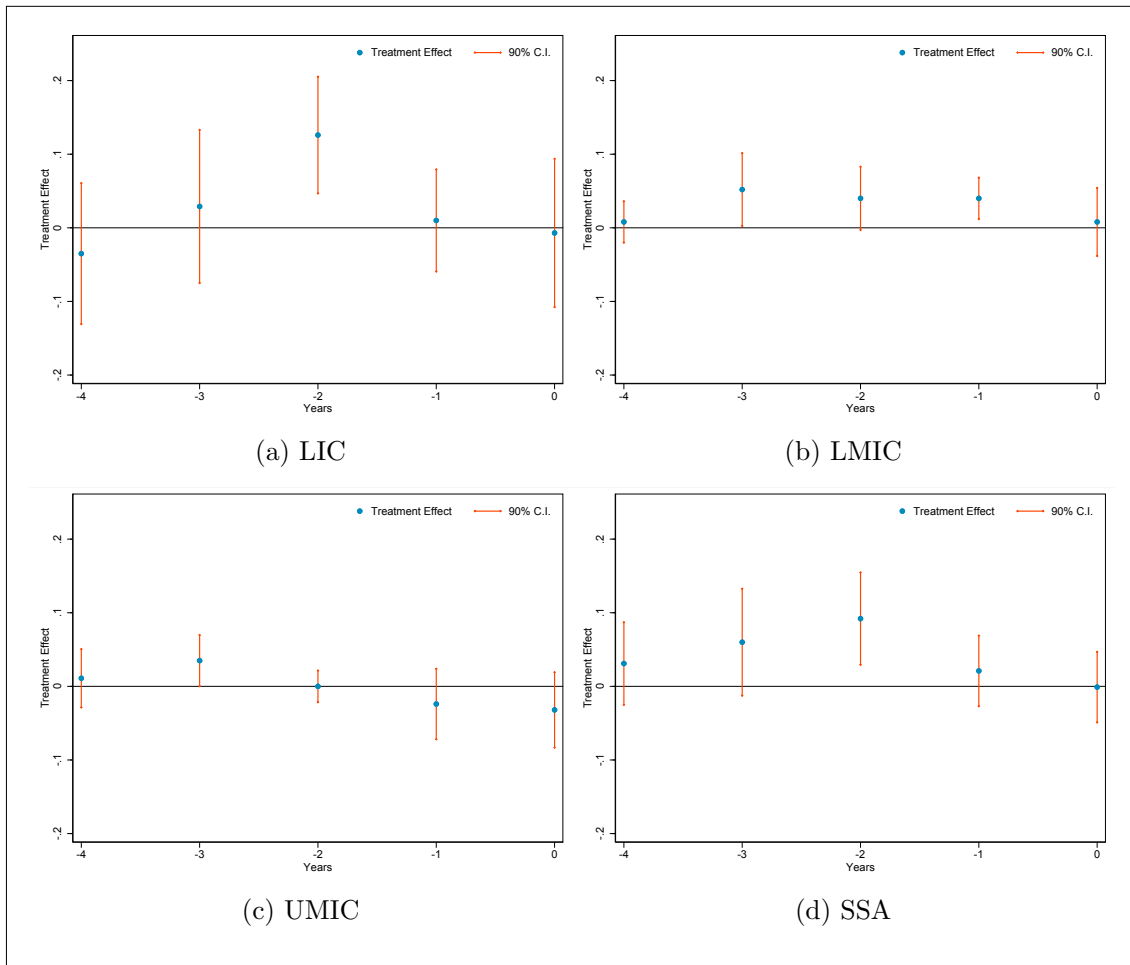 Treatment Effect 90% C.I.
.2
.1
0
-.1
-.2
Treatment Effect
-4 -3 -2 -1 0
Years
(a) LIC
Treatment Effect 90% C.I.
.2
.1
0
-.1
-.2
Treatment Effect
-4 -3 -2 -1 0
Years
(b) LMIC
Treatment Effect 90% C.I.
.2
.1
0
-.1
-.2
Treatment Effect
-4 -3 -2 -1 0
Years
(c) UMIC
Treatment Effect 90% C.I.
.2
.1
0
-.1
-.2
Treatment Effect
-4 -3 -2 -1 0
Years
(d) SSA